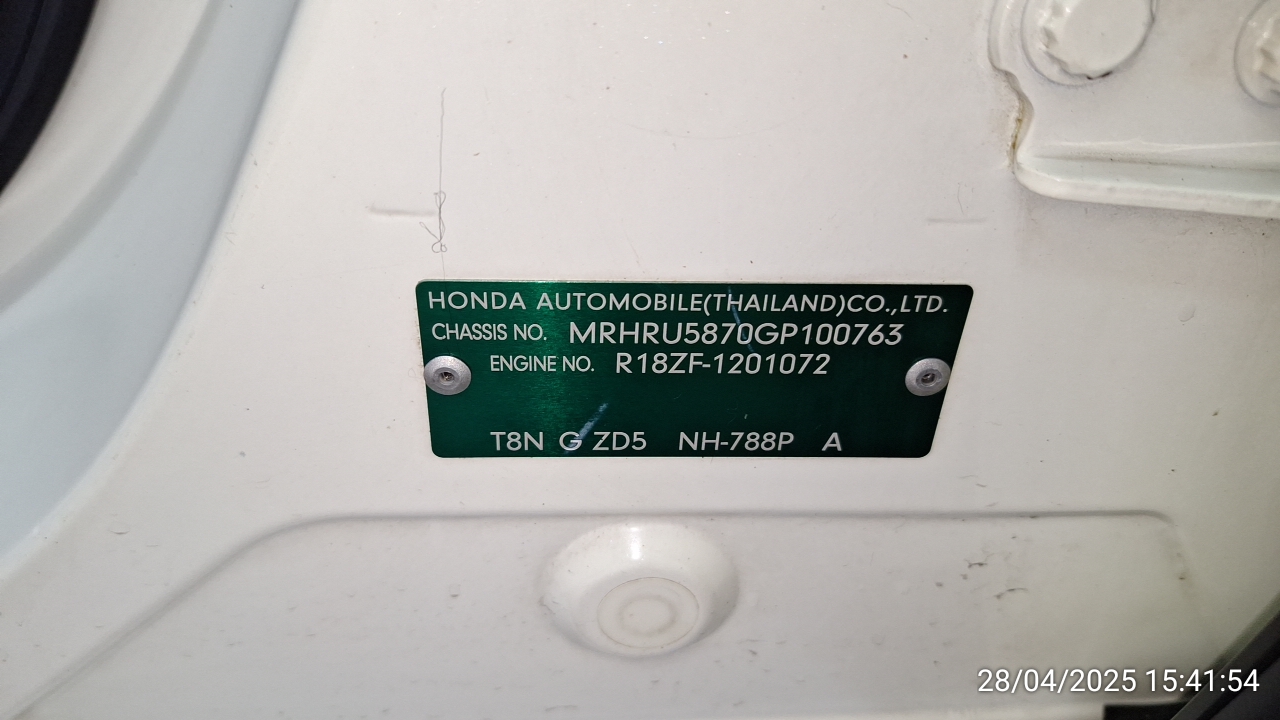 HONDA AUTOMOBILE(THAILAND)CO.,LTD.
CHASSIS NO. MRHRU5870GP100763
ENGINE NO. R18ZF-1201072
T8N G ZD5 NH-788P A
28/04/2025 15:41:54